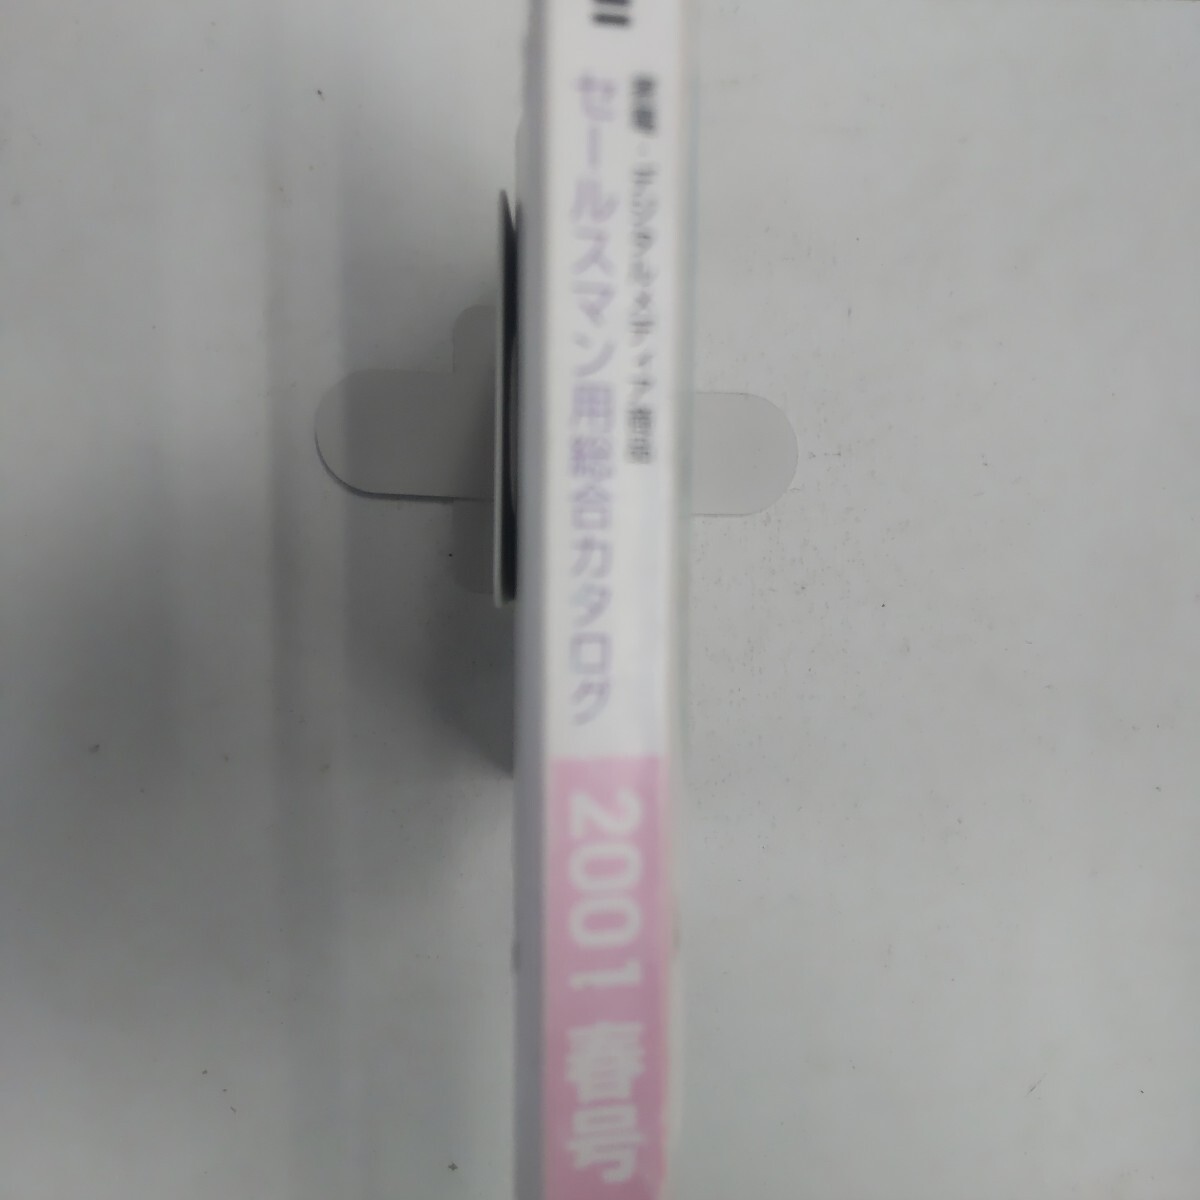 家電・デジタルメディア商品
セールスマン用総合カタログ
2001 春号